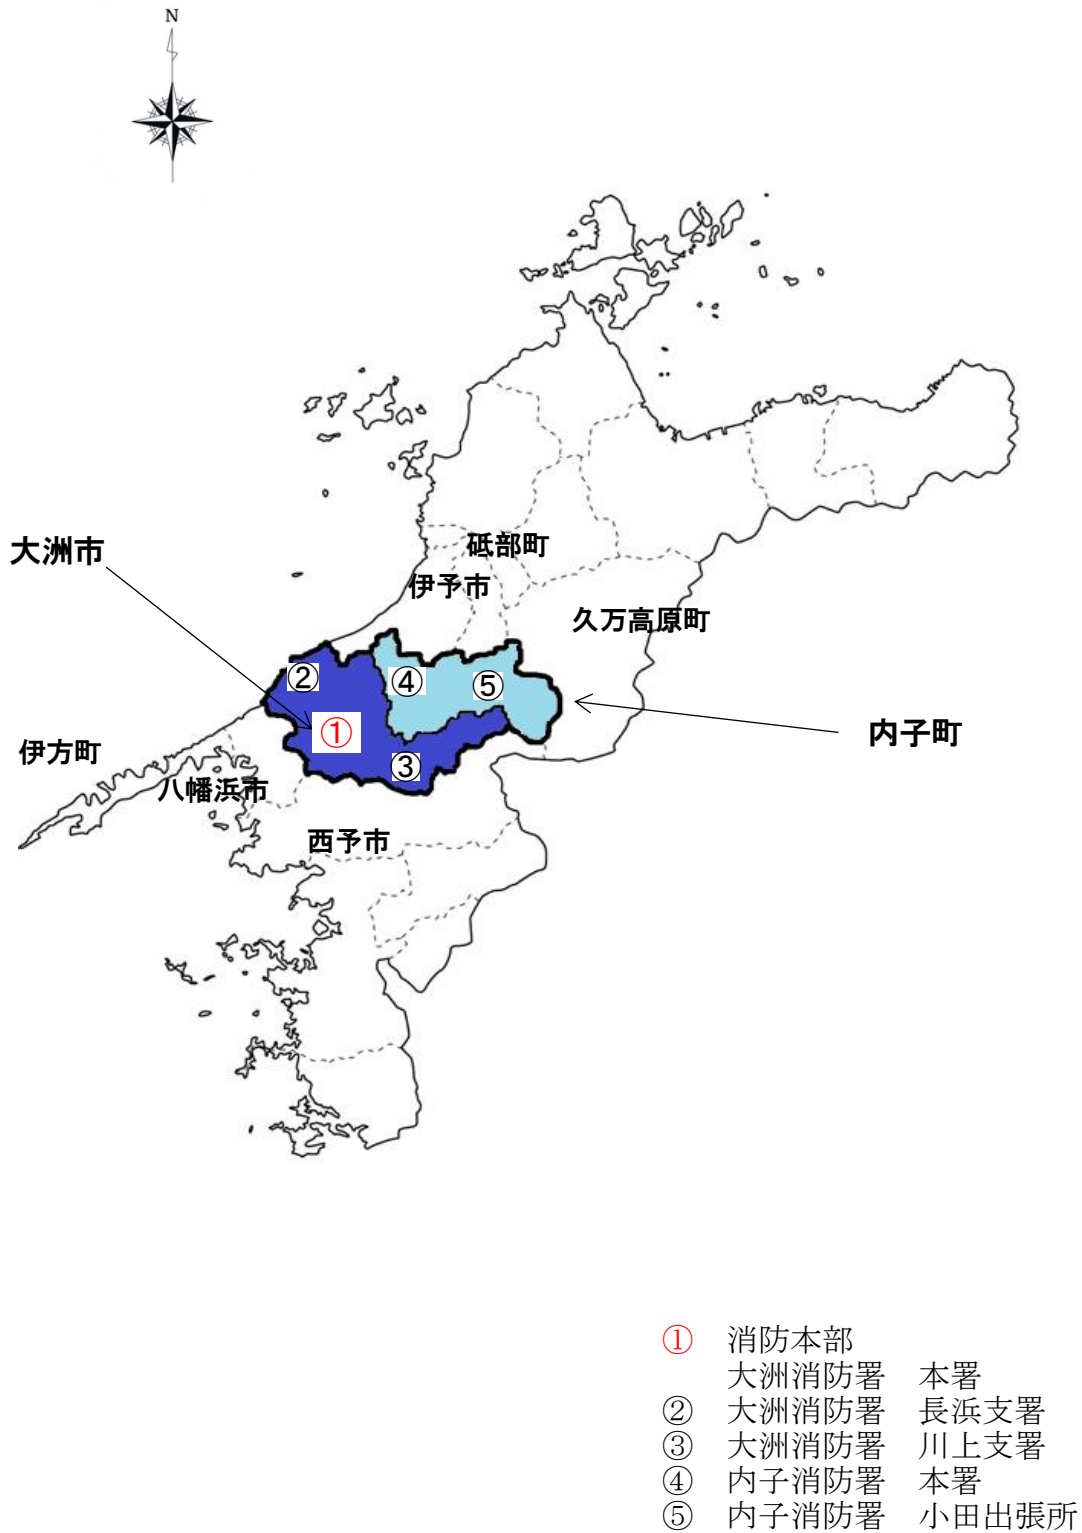 N
砥部町
大洲市
伊予市
久万高原町
②
④
⑤
①
内子町
伊方町
③
八幡浜市
西予市
① 消防本部
大洲消防署 本署
② 大洲消防署 長浜支署
③ 大洲消防署 川上支署
④ 内子消防署 本署
⑤ 内子消防署 小田出張所